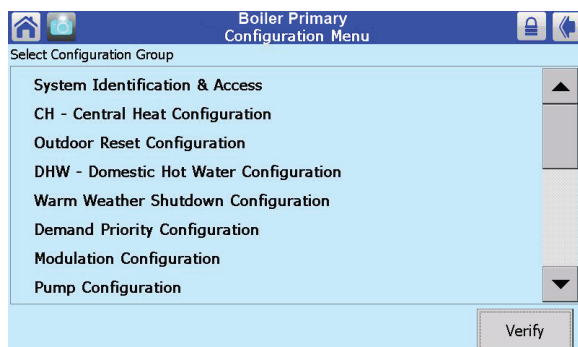 Boiler Primary
Configuration Menu
Select Configuration Group
System Identification & Access
CH - Central Heat Configuration
Outdoor Reset Configuration
DHW - Domestic Hot Water Configuration
Warm Weather Shutdown Configuration
Demand Priority Configuration
Modulation Configuration
Pump Configuration
Verify